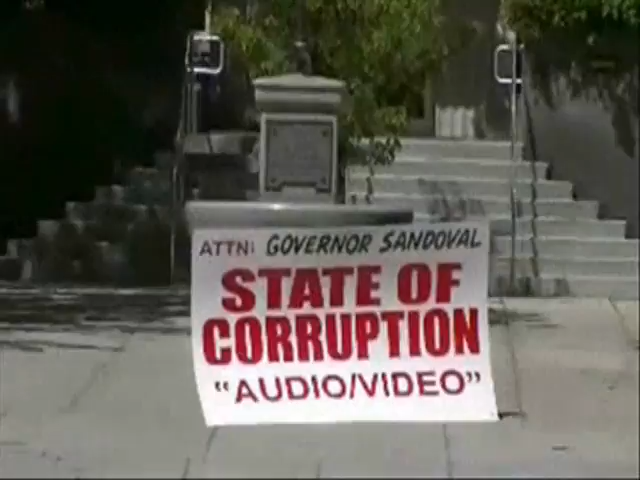 ATTN: GOVERNOR SANDOVAL
STATE OF
CORRUPTION
"AUDIO/VIDEO"